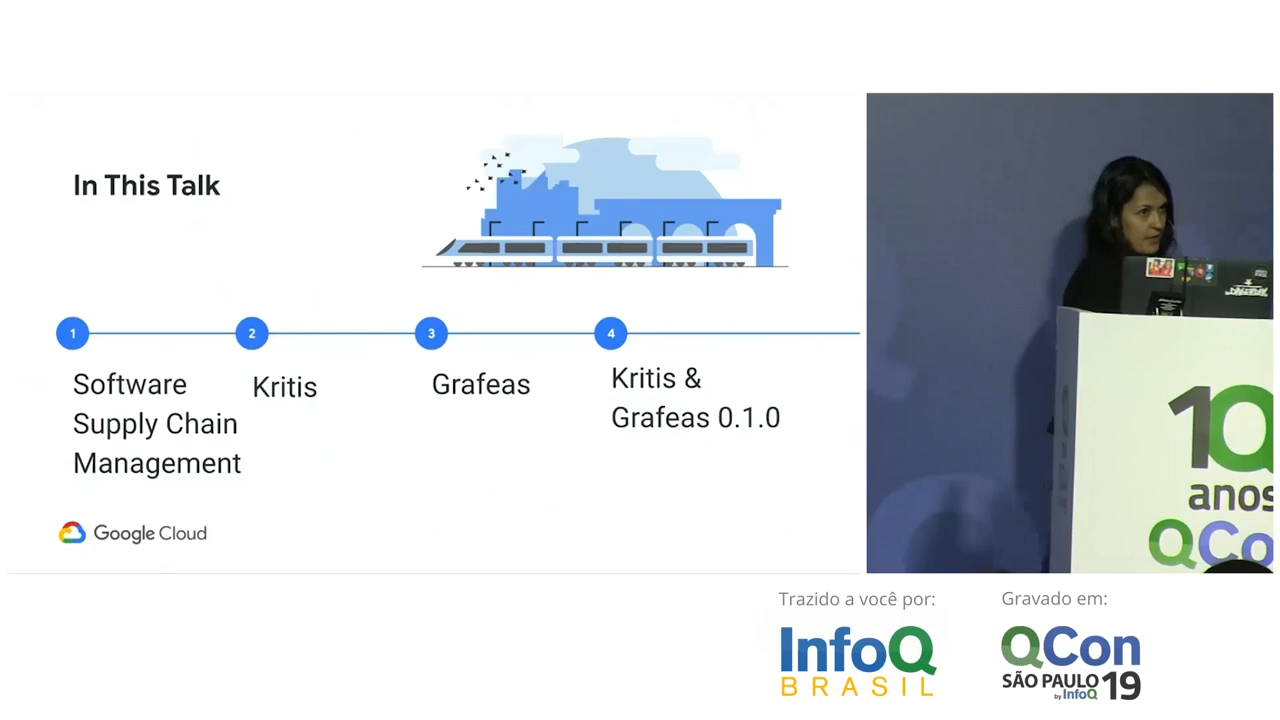 In This Talk
1
2
3
4
Software
Supply Chain
Management
Kritis
Grafeas
Kritis &
Grafeas 0.1.0
Google Cloud
10
anos
QCo
Trazido a você por:
InfoQ
BRASIL
Gravado em:
QCon
SÃO PAULO 19
by InfoQ